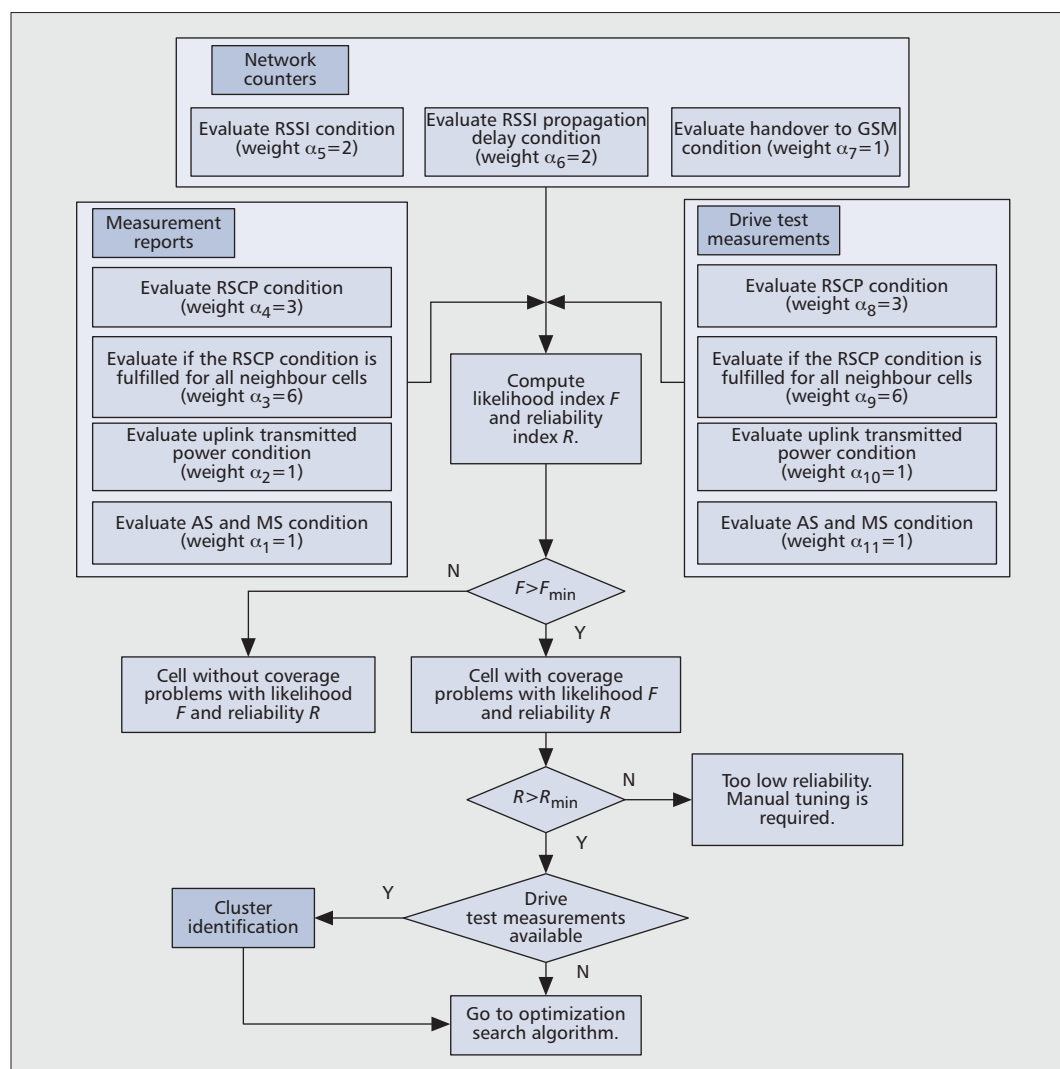 Network
counters
Evaluate RSSI condition
(weight α5=2)
Evaluate RSSI propagation
delay condition
(weight α6=2)
Evaluate handover to GSM
condition (weight α7=1)
Measurement
reports
Evaluate RSCP condition
(weight α4=3)
Evaluate if the RSCP condition is
fulfilled for all neighbour cells
(weight α3=6)
Evaluate uplink transmitted
power condition
(weight α2=1)
Evaluate AS and MS condition
(weight α1=1)
Drive test
measurements
Evaluate RSCP condition
(weight α8=3)
Evaluate if the RSCP condition is
fulfilled for all neighbour cells
(weight α9=6)
Evaluate uplink transmitted
power condition
(weight α10=1)
Evaluate AS and MS condition
(weight α11=1)
Compute
likelihood index F
and reliability
index R.
N
F>Fmin
Y
Cell without coverage
problems with likelihood
F and reliability R
Cell with coverage
problems with likelihood F
and reliability R
R>Rmin
N
Too low reliability.
Manual tuning is
required.
Y
Drive
test measurements
available
Y
Cluster
identification
N
Go to optimization
search algorithm.